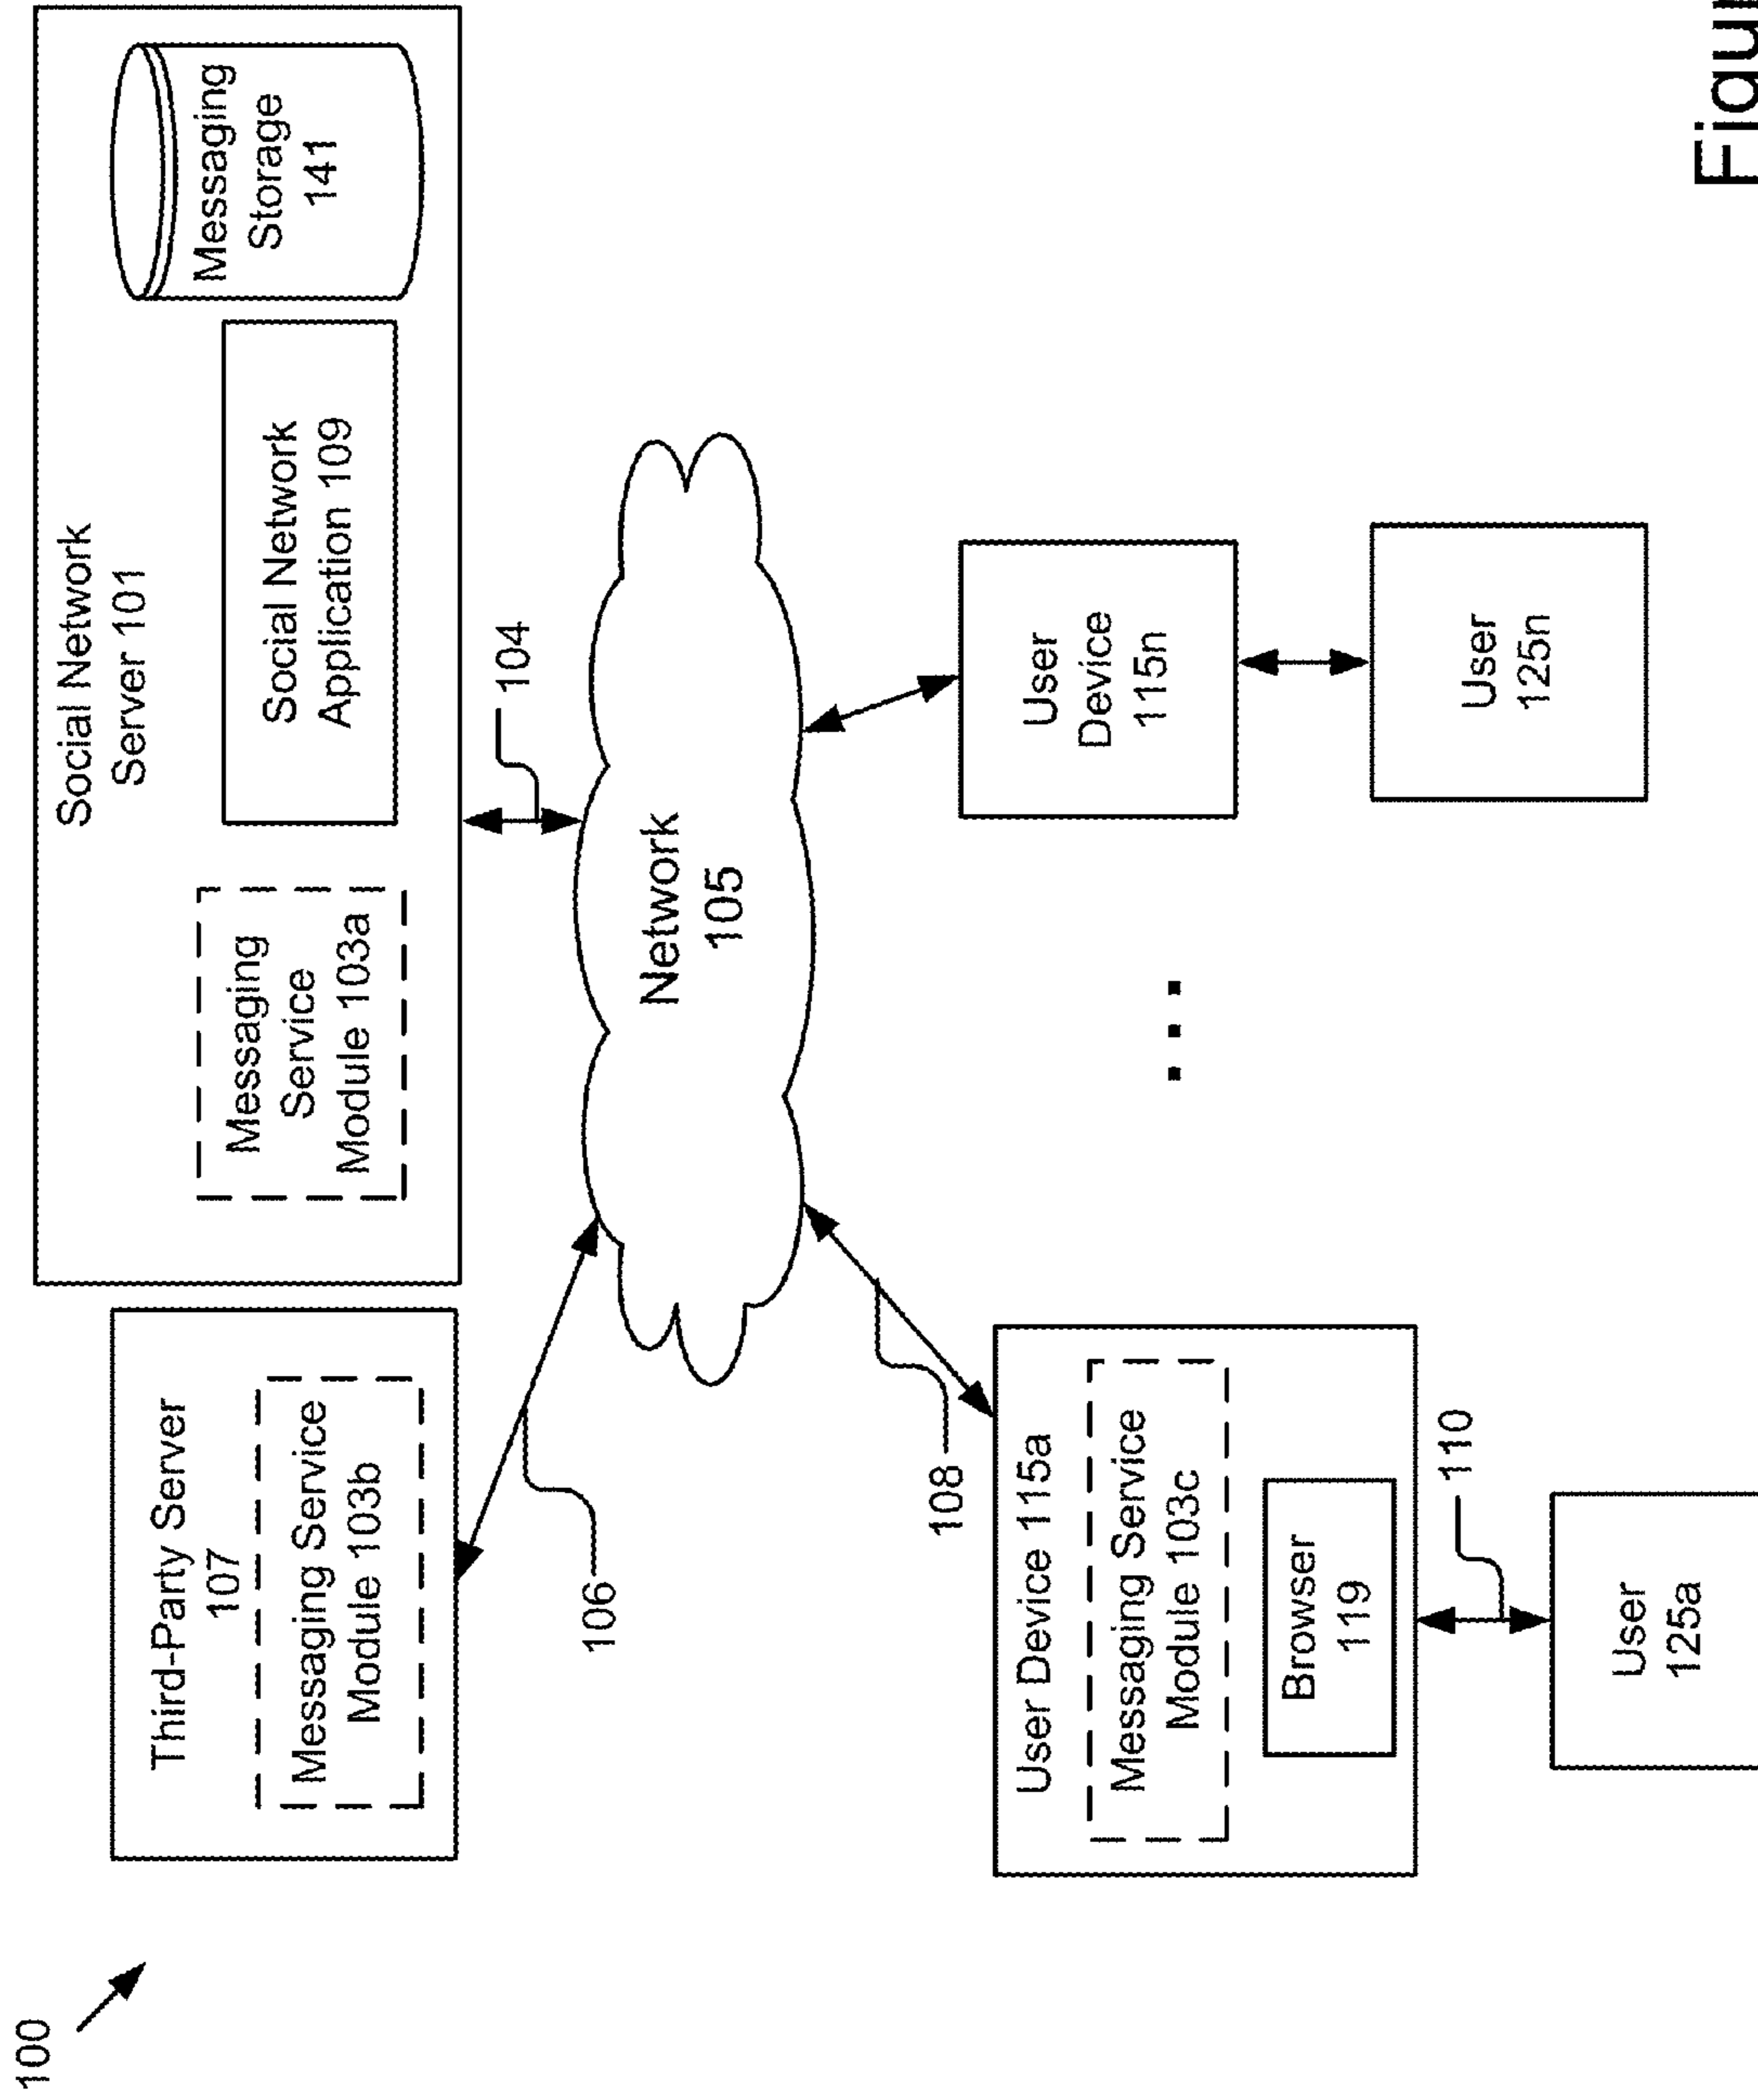 100
Third-Party Server
107
Messaging Service
Module 103b
Social Network
Server 101
Messaging
Service
Module 103a
Social Network
Application 109
Messaging
Storage
141
106
104
Network
105
108
User Device 115a
Messaging Service
Module 103c
Browser
119
110
User
125a
...
User
Device
115n
User
125n